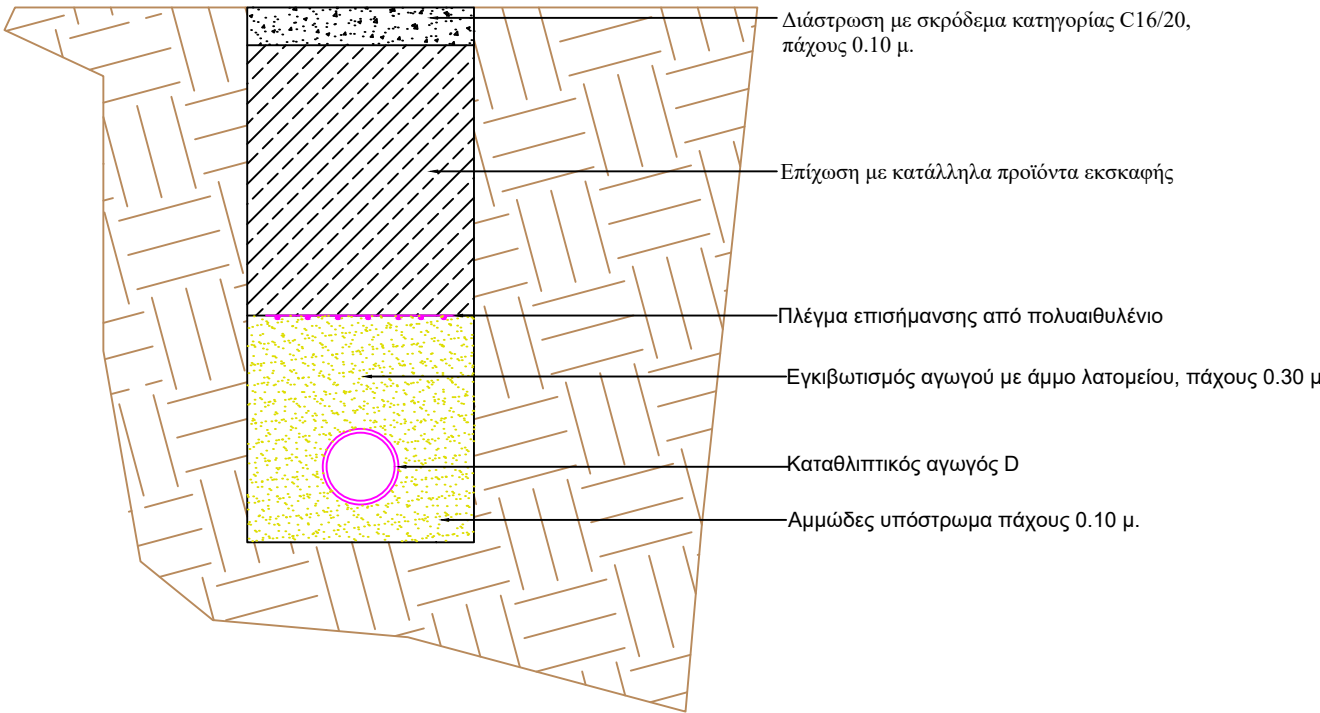 Διάστρωση με σκρόδεμα κατηγορίας C16/20,
πάχους 0.10 μ.
Επίχωση με κατάλληλα προϊόντα εκσκαφής
Πλέγμα επισήμανσης από πολυαιθυλένιο
Εγκιβωτισμός αγωγού με άμμο λατομείου, πάχους 0.30 μ
Καταθλιπτικός αγωγός D
Αμμώδες υπόστρωμα πάχους 0.10 μ.